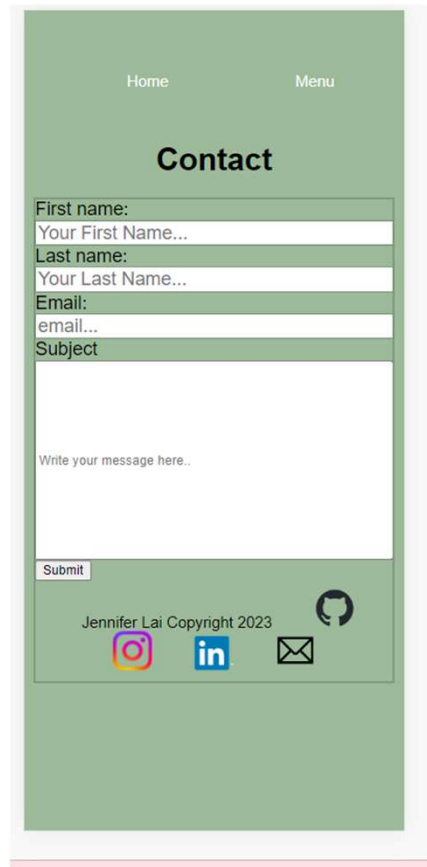 Home Menu
Contact
First name:
Your First Name...
Last name:
Your Last Name...
Email:
email...
Subject
Write your message here..
Submit
Jennifer Lai Copyright 2023
in